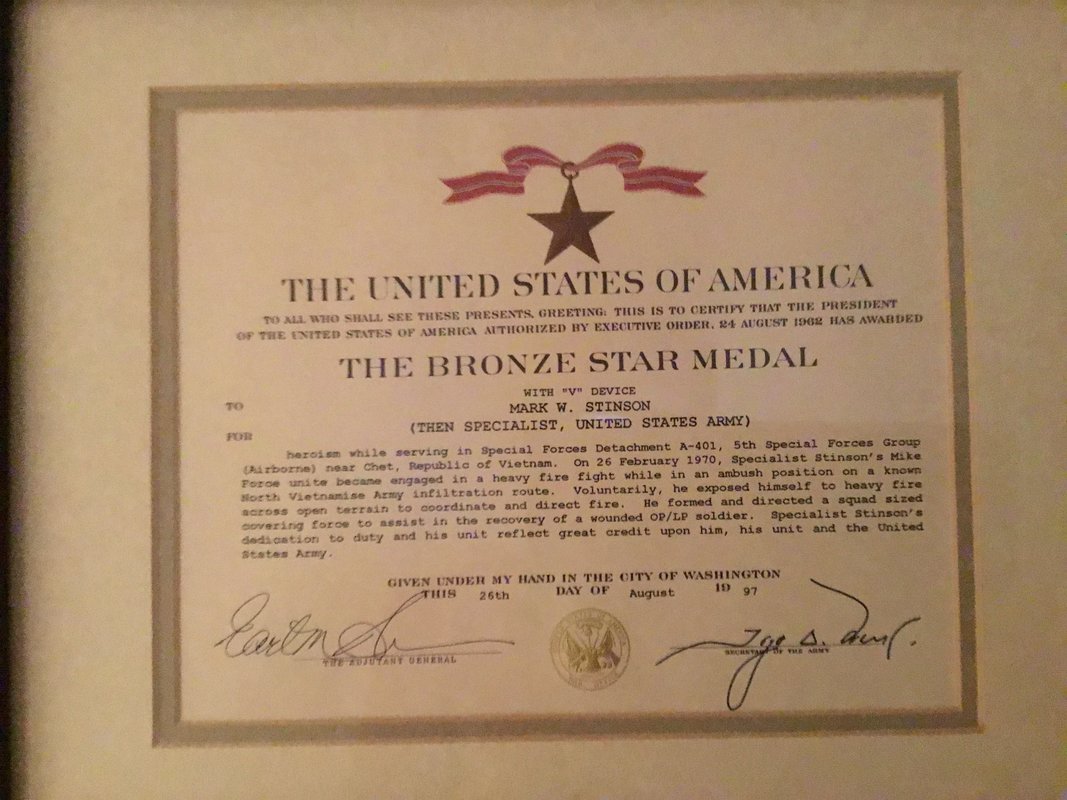 THE UNITED STATES OF AMERICA
TO ALL WHO SHALL SEE THESE PRESENTS, GREETING: THIS IS TO CERTIFY THAT THE PRESIDENT
OF THE UNITED STATES OF AMERICA AUTHORIZED BY EXECUTIVE ORDER, 24 AUGUST 1962 HAS AWARDED
THE BRONZE STAR MEDAL
WITH "V" DEVICE
TO
MARK W. STINSON
(THEN SPECIALIST, UNITED STATES ARMY)
FOR
heroism while serving in Special Forces Detachment A-401, 5th Special Forces Group
(Airborne) near Chet, Republic of Vietnam. On 26 February 1970, Specialist Stinson's Mike
Force unite became engaged in a heavy fire fight while in an ambush position on a known
North Vietnamise Army infiltration route. Voluntarily, he exposed himself to heavy fire
across open terrain to coordinate and direct fire. He formed and directed a squad sized
covering force to assist in the recovery of a wounded OP/LP soldier. Specialist Stinson's
dedication to duty and his unit reflect great credit upon him, his unit and the United
States Army.
GIVEN UNDER MY HAND IN THE CITY OF WASHINGTON
THIS 26th DAY OF August 19 97
THE ADJUTANT GENERAL
SECRETARY OF THE ARMY